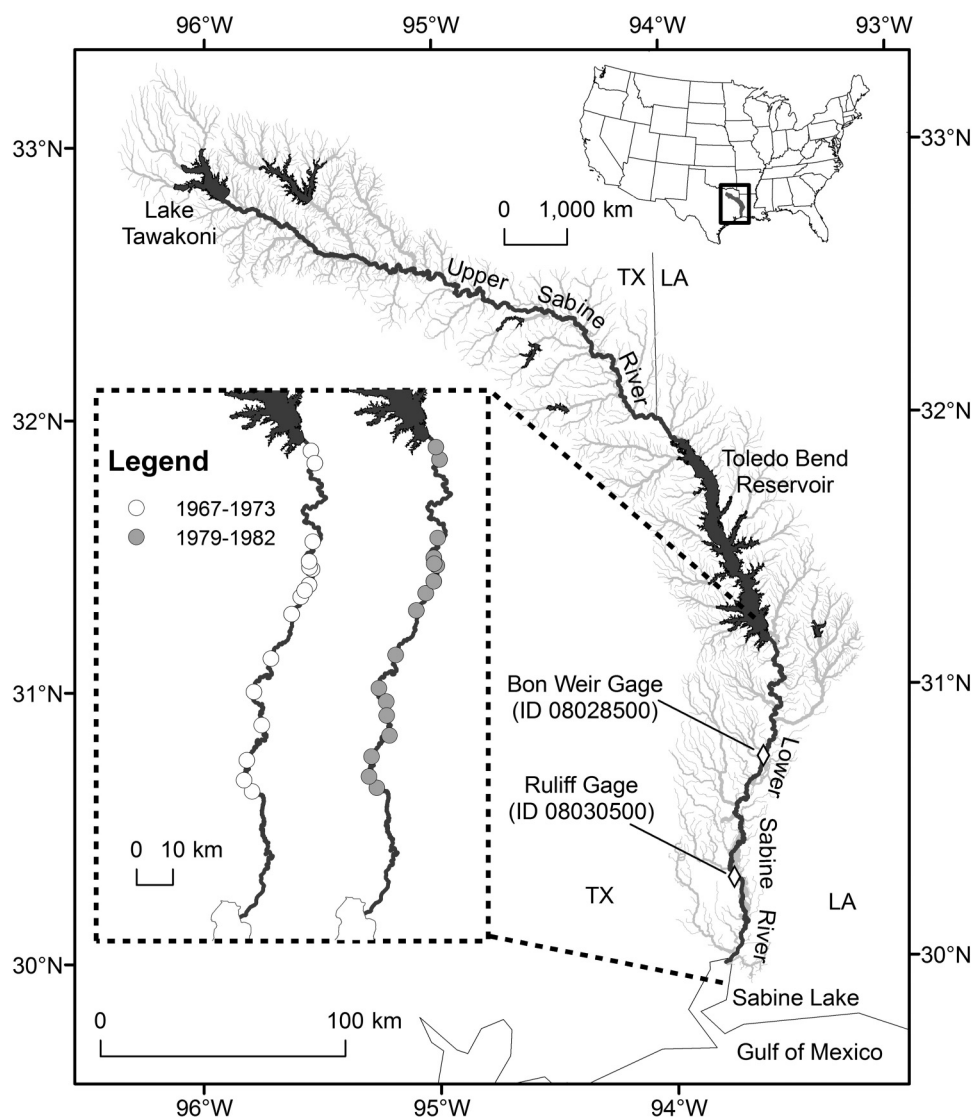 96°W
95°W
94°W
93°W
33°N
33°N
Lake
Tawakoni
0 1,000 km
Upper Sabine River
TX LA
32°N
32°N
Toledo Bend
Reservoir
Legend
1967-1973
1979-1982
31°N
31°N
Bon Weir Gage
(ID 08028500)
Ruliff Gage
(ID 08030500)
Lower Sabine River
0 10 km
TX
LA
30°N
30°N
Sabine Lake
0 100 km
Gulf of Mexico
96°W
95°W
94°W